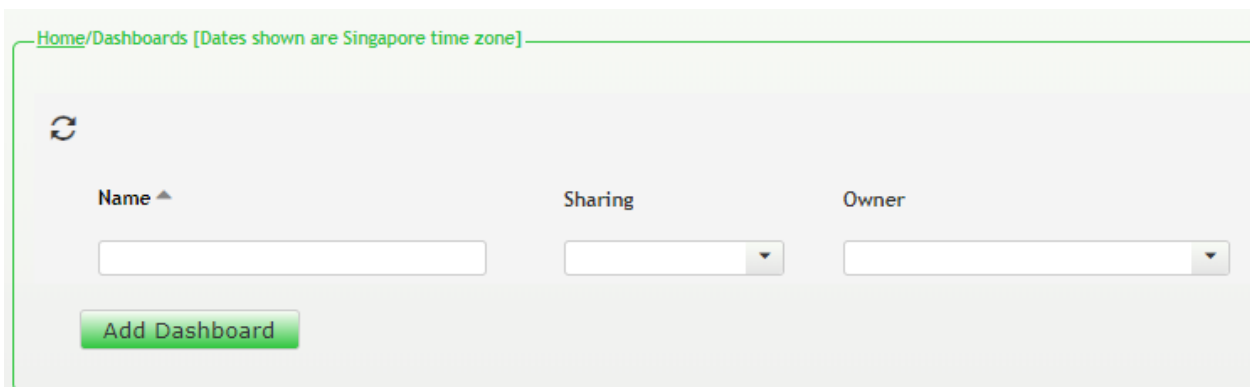 Home/Dashboards [Dates shown are Singapore time zone]
Name Sharing Owner
Add Dashboard